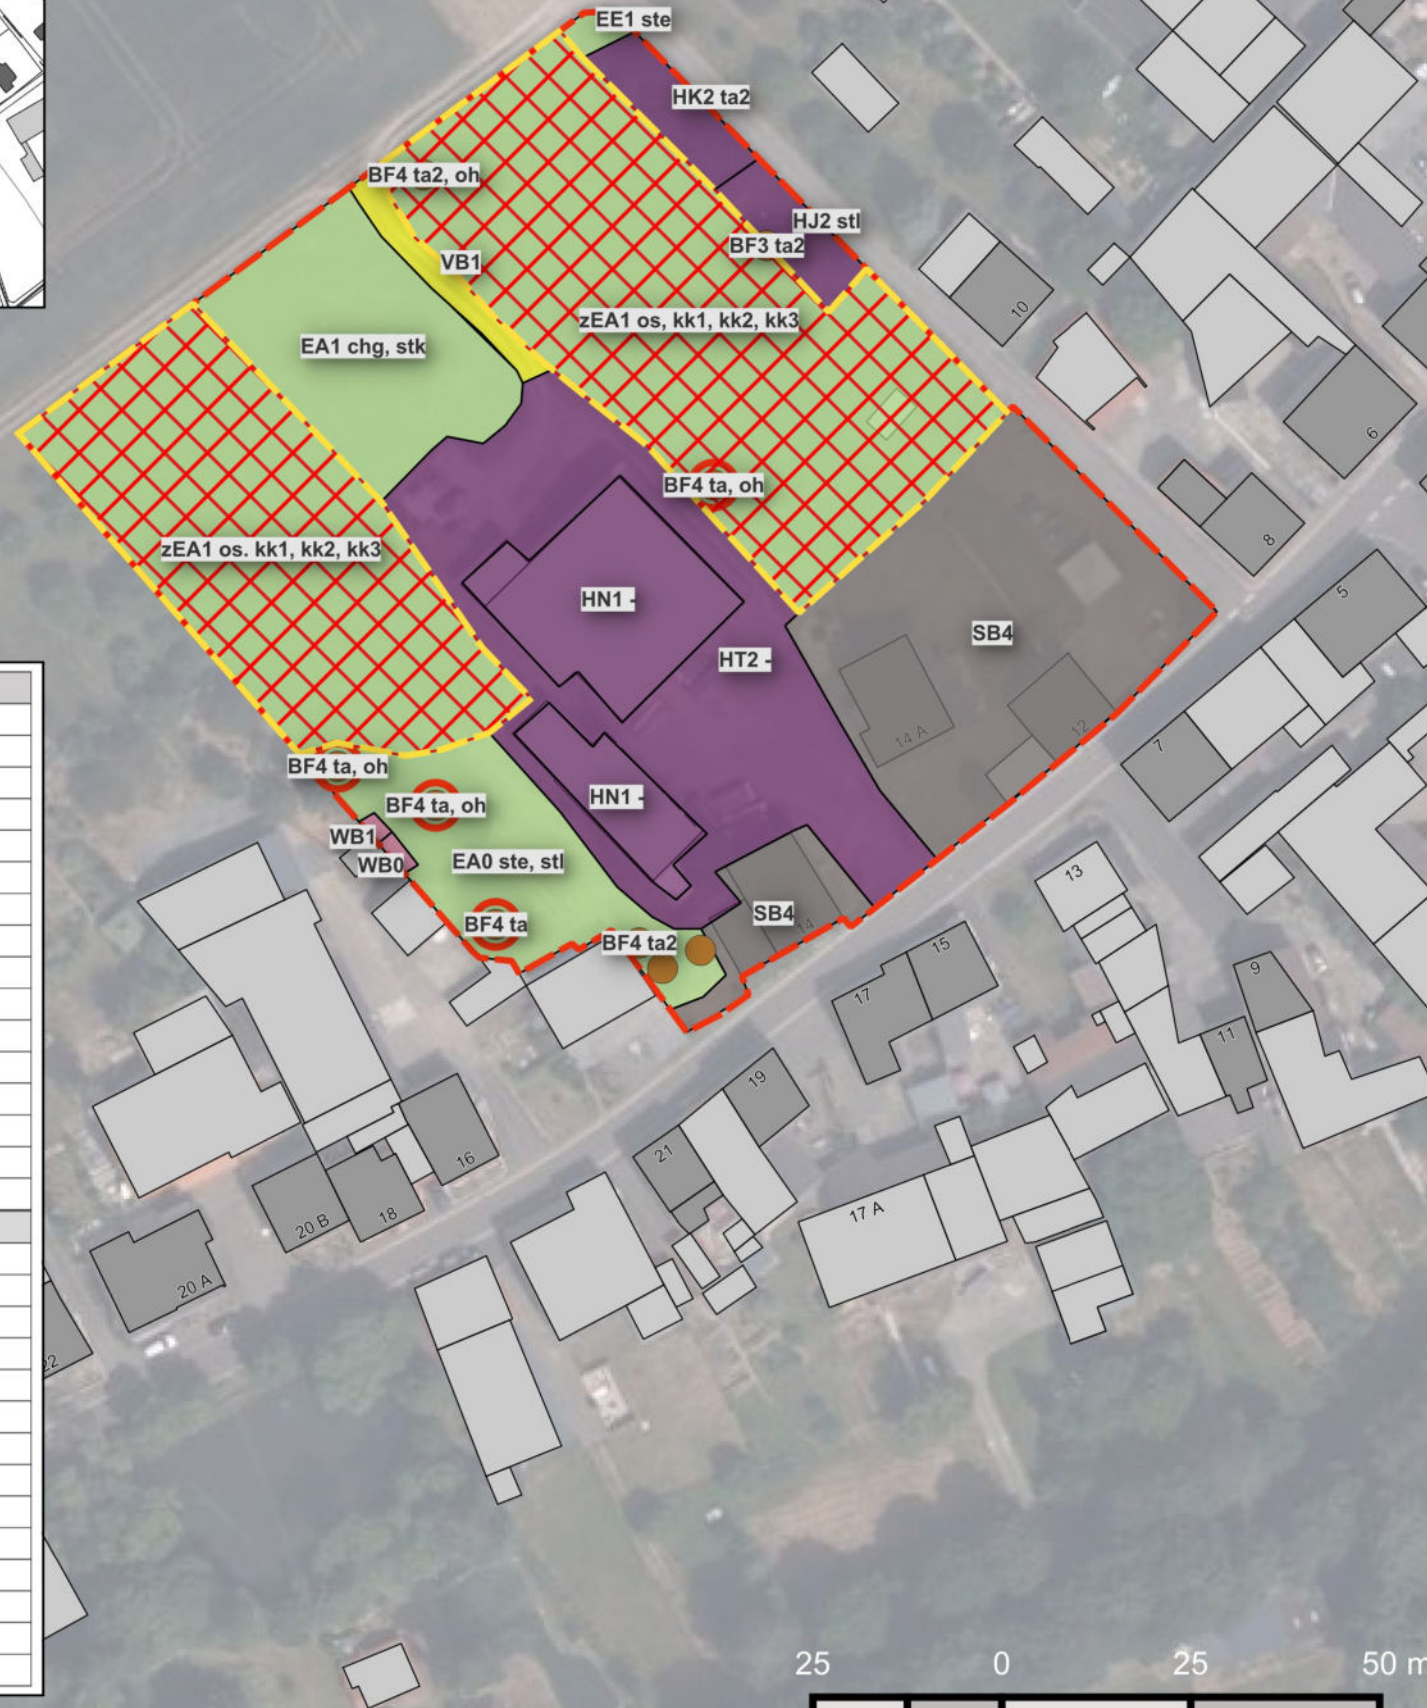 EE1 ste
HK2 ta2
BF4 ta2, oh
HJ2 stl
BF3 ta2
VB1
zEA1 os, kk1, kk2, kk3
10
EA1 chg, stk
6
BF4 ta, oh
8
zEA1 os. kk1, kk2, kk3
HN1 -
5
SB4
HT2 -
14 A
12
7
BF4 ta, oh
HN1 -
BF4 ta, oh
WB1
WB0
EA0 ste, stl
13
SB4
14
BF4 ta
BF4 ta2
15
17
9
11
19
21
16
17 A
18
20 B
20 A
22
25 0 25 50 m